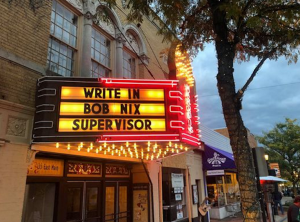 WRITE IN
BOB NIX
SUPERVISOR